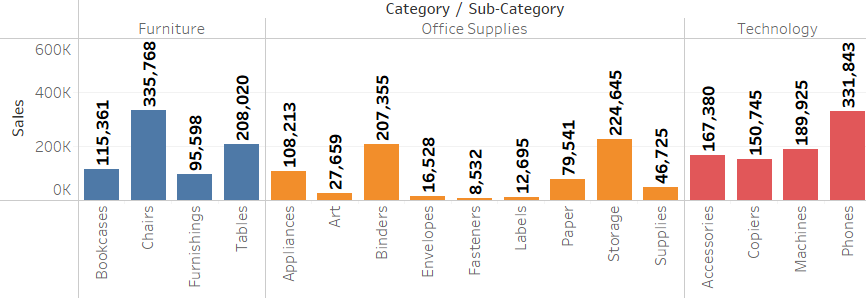 Category / Sub-Category
Furniture Office Supplies Technology
Sales
600K
400K
200K
0K
115,361
335,768
95,598
208,020
108,213
27,659
207,355
16,528
8,532
12,695
79,541
224,645
46,725
167,380
150,745
189,925
331,843
Bookcases
Chairs
Furnishings
Tables
Appliances
Art
Binders
Envelopes
Fasteners
Labels
Paper
Storage
Supplies
Accessories
Copiers
Machines
Phones